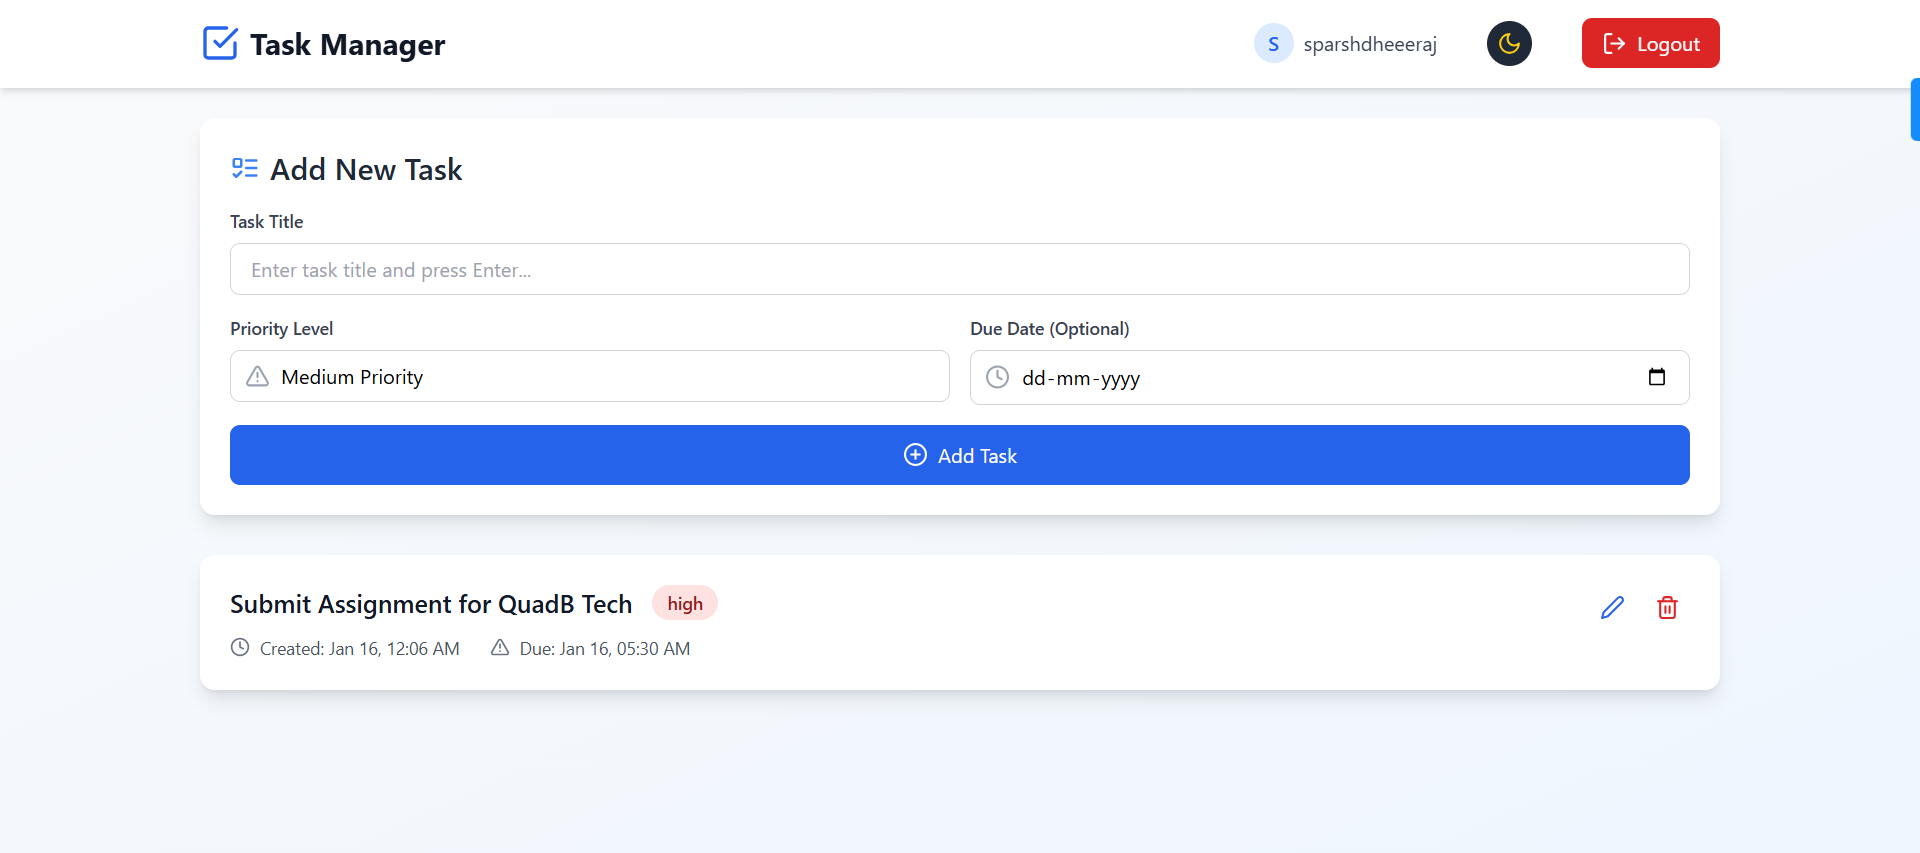 Task Manager
S sparshdheeeraj
Logout
Add New Task
Task Title
Enter task title and press Enter...
Priority Level
Due Date (Optional)
Medium Priority
dd-mm-yyyy
Add Task
Submit Assignment for QuadB Tech high
Created: Jan 16, 12:06 AM Due: Jan 16, 05:30 AM